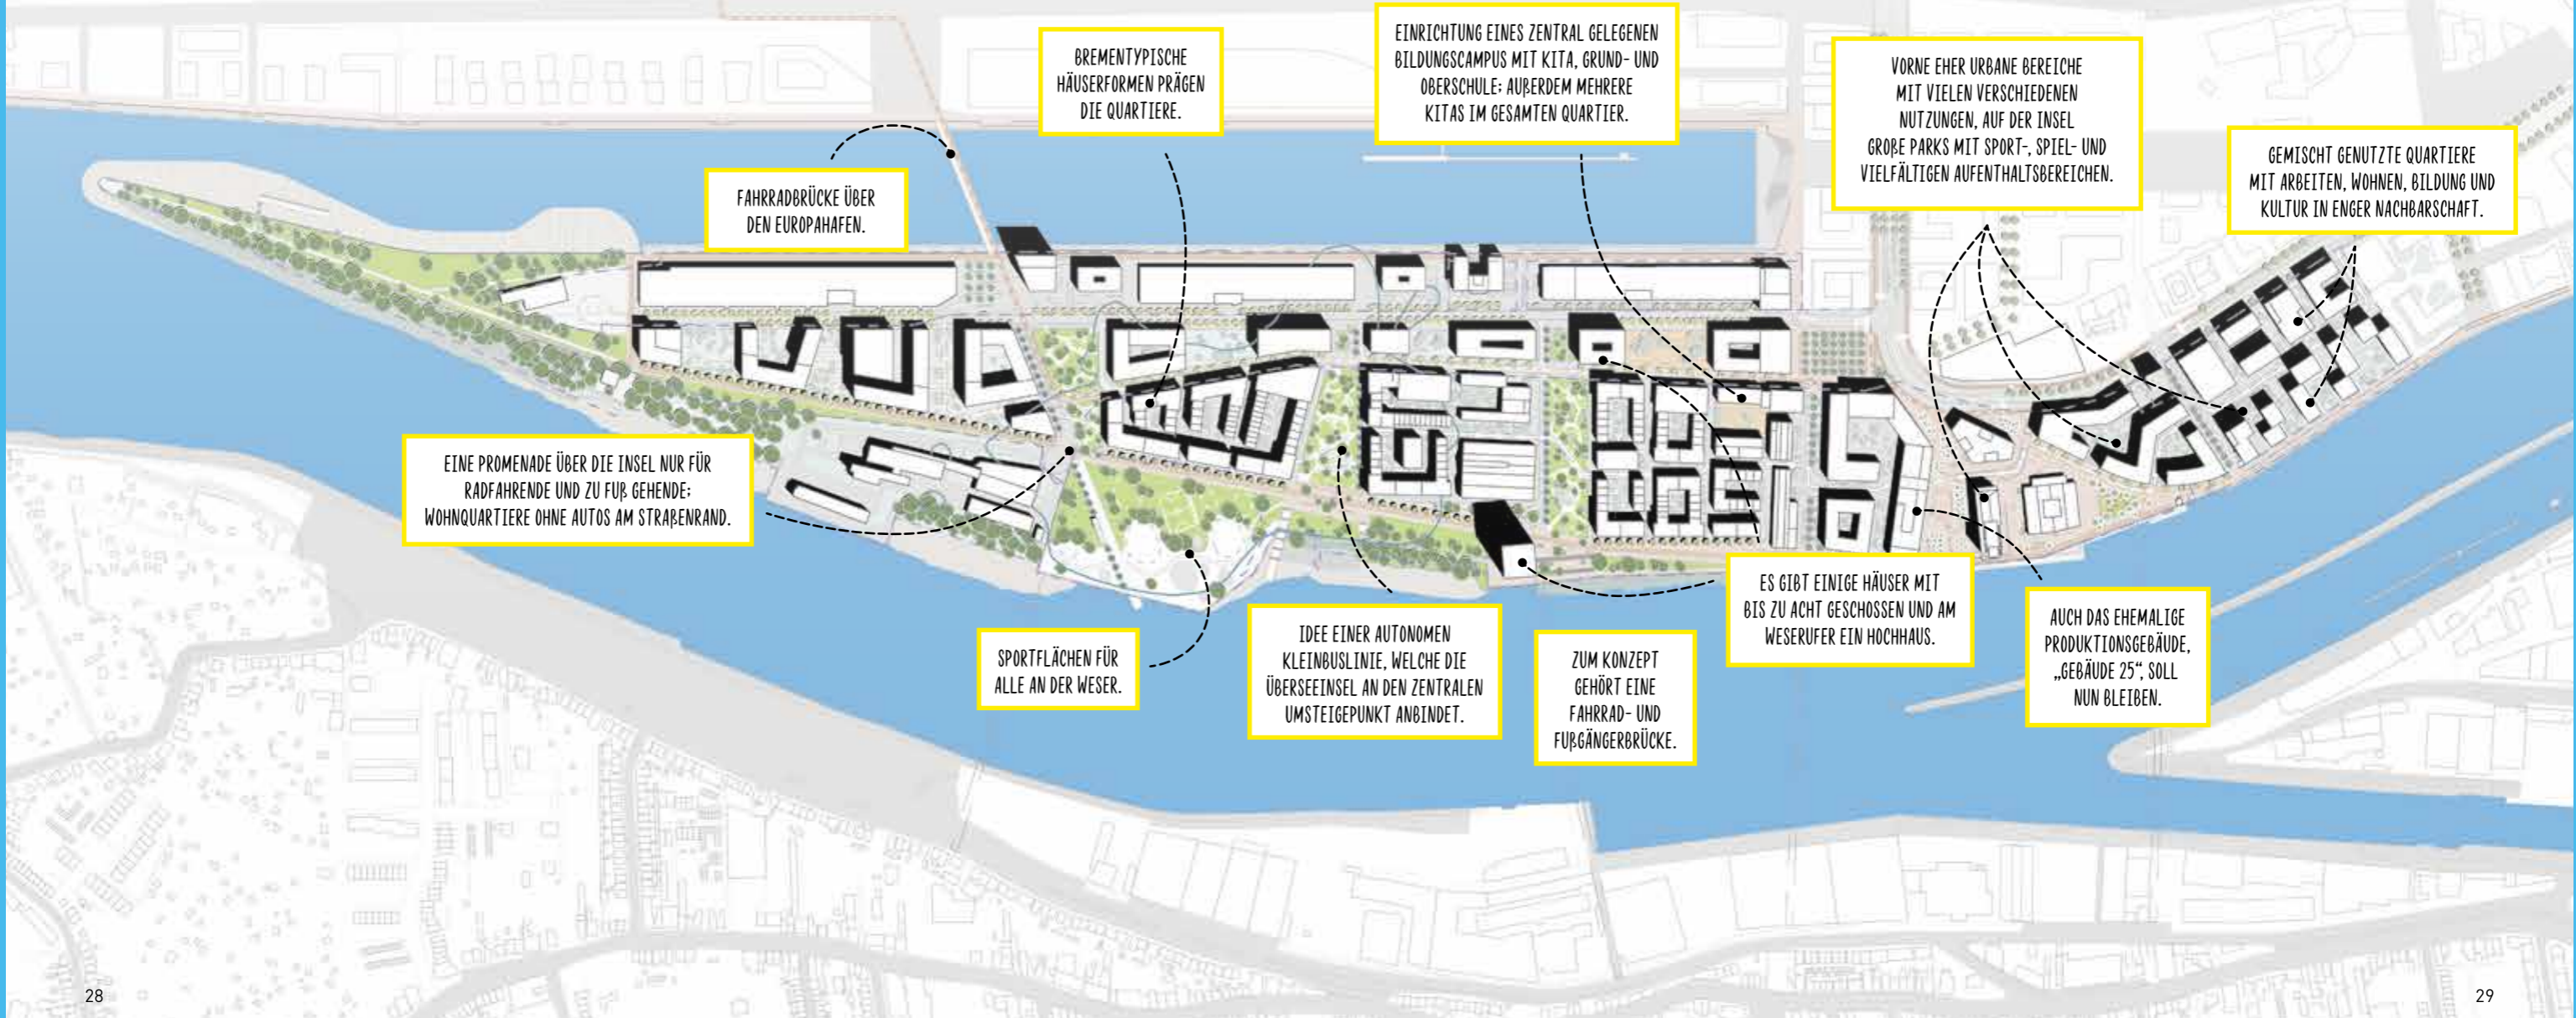 BREMENTYPISCHE
HÄUSERFORMEN PRÄGEN
DIE QUARTIERE.
EINRICHTUNG EINES ZENTRAL GELEGENEN
BILDUNGSCAMPUS MIT KITA, GRUND- UND
OBERSCHULE; AUßERDEM MEHRERE
KITAS IM GESAMTEN QUARTIER.
VORNE EHER URBANE BEREICHE
MIT VIELEN VERSCHIEDENEN
NUTZUNGEN, AUF DER INSEL
GROßE PARKS MIT SPORT-, SPIEL- UND
VIELFÄLTIGEN AUFENTHALTSBEREICHEN.
GEMISCHT GENUTZTE QUARTIERE
MIT ARBEITEN, WOHNEN, BILDUNG UND
KULTUR IN ENGER NACHBARSCHAFT.
FAHRRADBRÜCKE ÜBER
DEN EUROPAHAFEN.
EINE PROMENADE ÜBER DIE INSEL NUR FÜR
RADFAHRENDE UND ZU FUß GEHENDE;
WOHNQUARTIERE OHNE AUTOS AM STRAßENRAND.
SPORTFLÄCHEN FÜR
ALLE AN DER WESER.
IDEE EINER AUTONOMEN
KLEINBUSLINIE, WELCHE DIE
ÜBERSEEINSEL AN DEN ZENTRALEN
UMSTEIGEPUNKT ANBINDET.
ZUM KONZEPT
GEHÖRT EINE
FAHRRAD- UND
FUßGÄNGERBRÜCKE.
ES GIBT EINIGE HÄUSER MIT
BIS ZU ACHT GESCHOSSEN UND AM
WESERUFER EIN HOCHHAUS.
AUCH DAS EHEMALIGE
PRODUKTIONSGEBÄUDE,
„GEBÄUDE 25“, SOLL
NUN BLEIBEN.
28
29